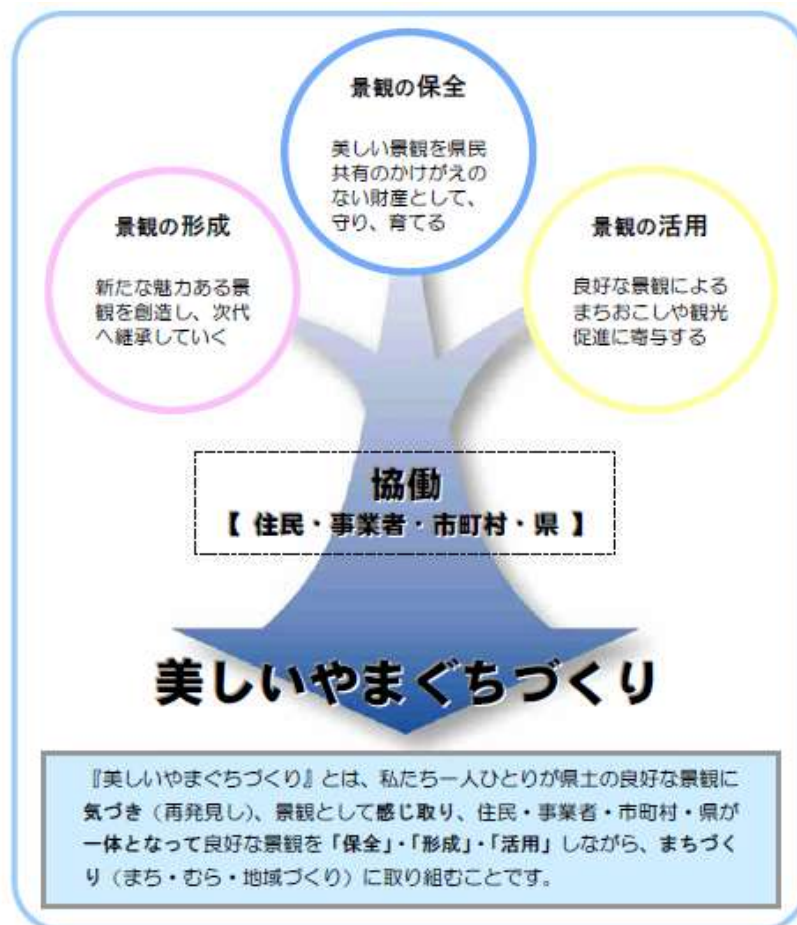 景観の保全
美しい景観を県民
共有のかけがえの
ない財産として、
守り、育てる
景観の形成
新たな魅力ある景
観を創造し、次代
へ継承していく
景観の活用
良好な景観による
まちおこしや観光
促進に寄与する
協働
【 住民・事業者・市町村・県 】
美しいやまぐちづくり
『美しいやまぐちづくり』とは、私たち一人ひとりが県土の良好な景観に
気づき（再発見し）、景観として感じ取り、住民・事業者・市町村・県が
一体となって良好な景観を「保全」・「形成」・「活用」しながら、まちづく
り（まち・むら・地域づくり）に取り組むことです。